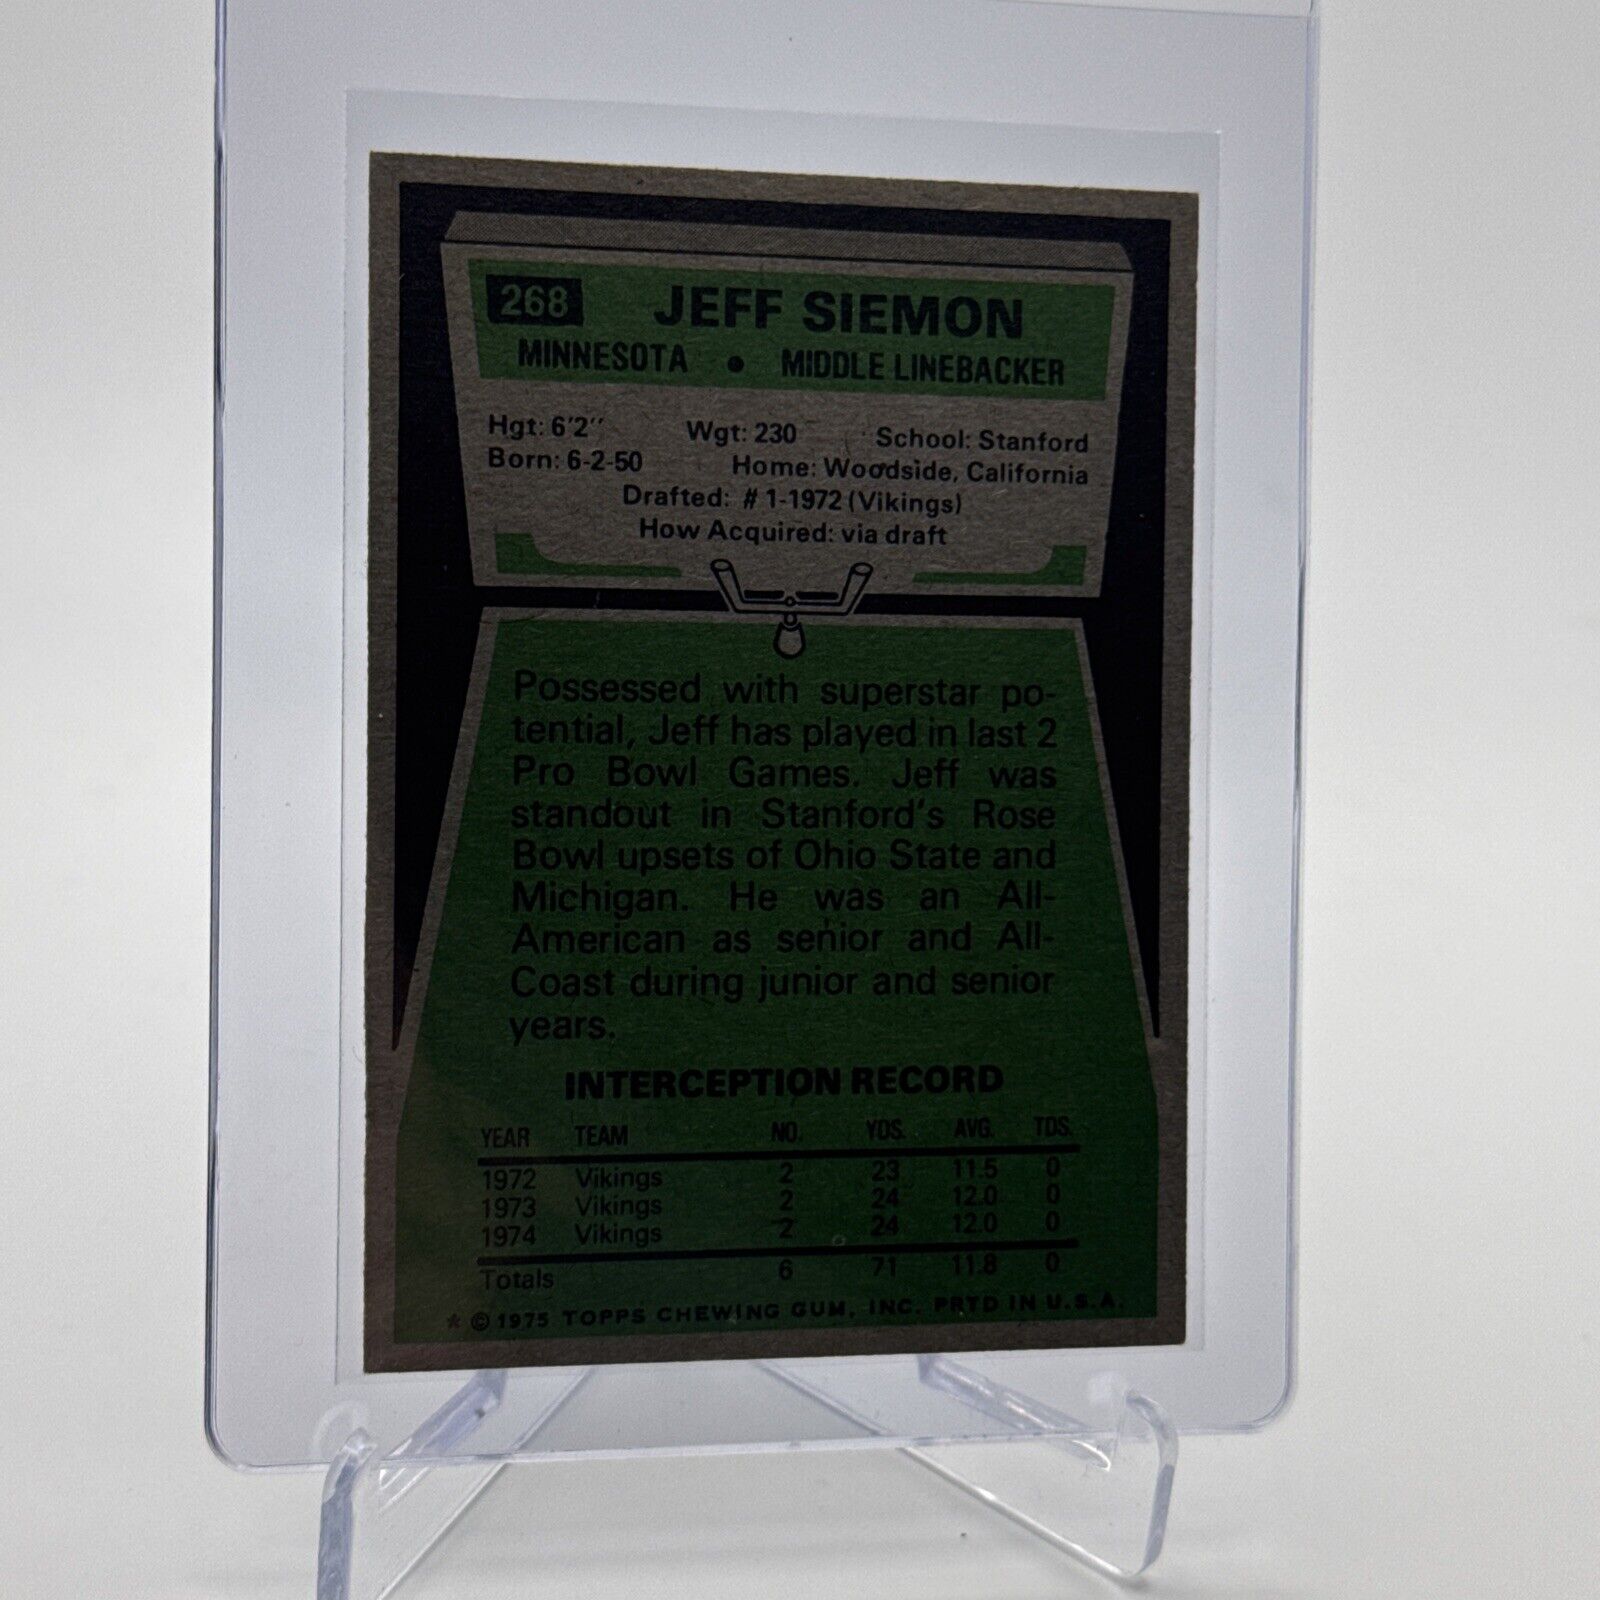 268 JEFF SIEMON
MINNESOTA • MIDDLE LINEBACKER
Hgt: 6'2'' Wgt: 230 School: Stanford
Born: 6-2-50 Home: Woodside, California
Drafted: # 1-1972 (Vikings)
How Acquired: via draft
Possessed with superstar po-
tential, Jeff has played in last 2
Pro Bowl Games. Jeff was
standout in Stanford's Rose
Bowl upsets of Ohio State and
Michigan. He was an All-
American as senior and All-
Coast during junior and senior
years.
INTERCEPTION RECORD
YEAR TEAM NO. YDS. AVG. TDS.
1972 Vikings 2 23 11.5 0
1973 Vikings 2 24 12.0 0
1974 Vikings 2 24 12.0 0
Totals 6 71 11.8 0
* © 1975 TOPPS CHEWING GUM, INC. PRTD IN U.S.A.